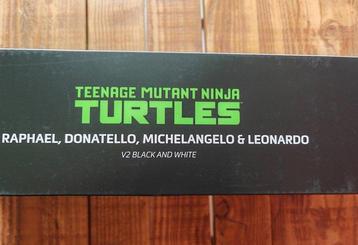 TEENAGE MUTANT NINJA
TURTLES
RAPHAEL, DONATELLO, MICHELANGELO & LEONARDO
V2 BLACK AND WHITE